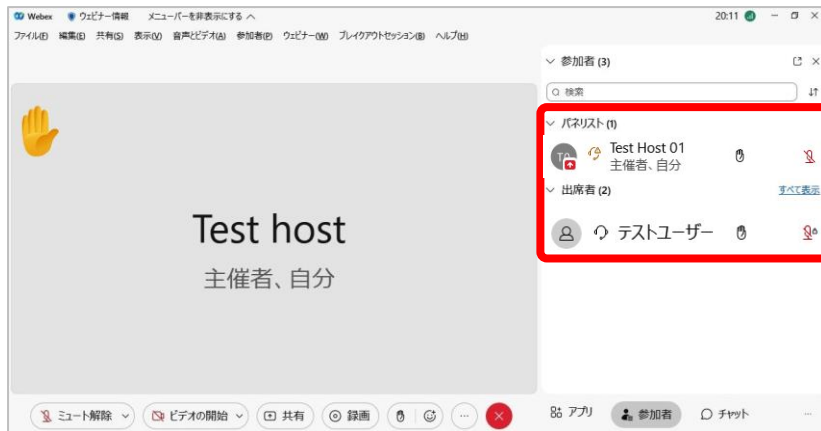 Webex ウェビナー情報 メニューバーを非表示にする 20:11
ファイル(F) 編集(E) 共有(S) 表示(V) 音声とビデオ(A) 参加者(P) ウェビナー(W) ブレイクアウトセッション(B) ヘルプ(H)
参加者 (3)
検索
パネリスト (1)
Test Host 01
主催者、自分
出席者 (2) すべて表示
テストユーザー
Test host
主催者、自分
ミュート解除 ビデオの開始 共有 録画 アプリ 参加者 チャット